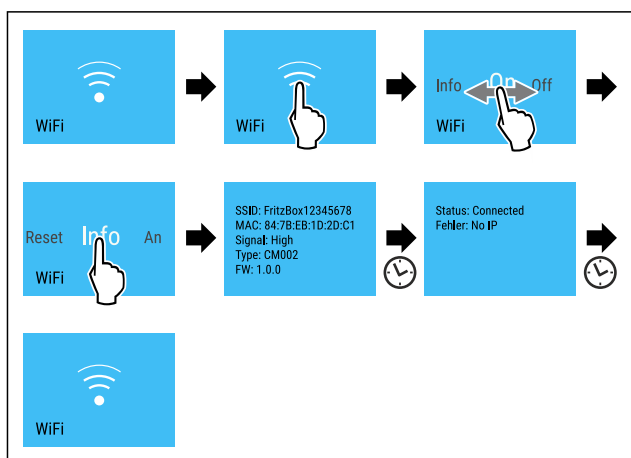 WiFi
WiFi
Info On Off
WiFi
Reset Info An
WiFi
SSID: FritzBox12345678
MAC: 84:7B:EB:1D:2D:C1
Signal: High
Type: CM002
FW: 1.0.0
Status: Connected
Fehler: No IP
WiFi